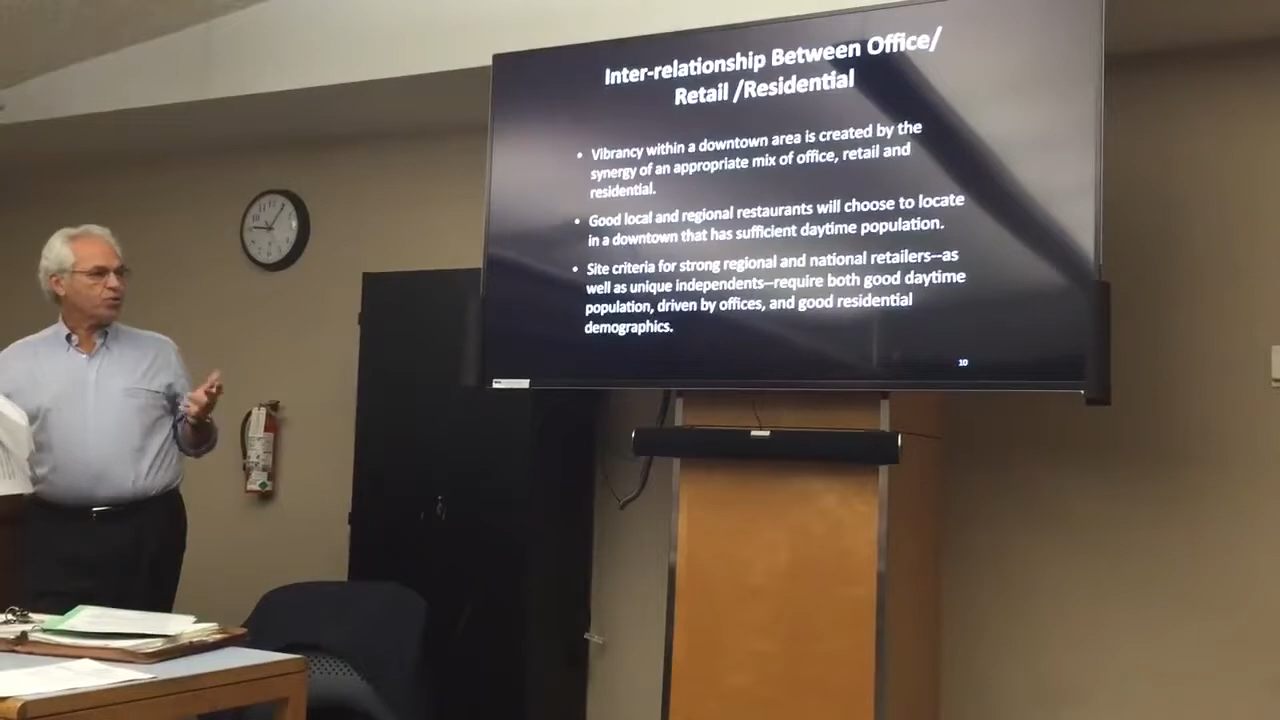 Inter-relationship Between Office/
Retail /Residential
• Vibrancy within a downtown area is created by the
synergy of an appropriate mix of office, retail and
residential.
• Good local and regional restaurants will choose to locate
in a downtown that has sufficient daytime population.
• Site criteria for strong regional and national retailers--as
well as unique independents--require both good daytime
population, driven by offices, and good residential
demographics.
10